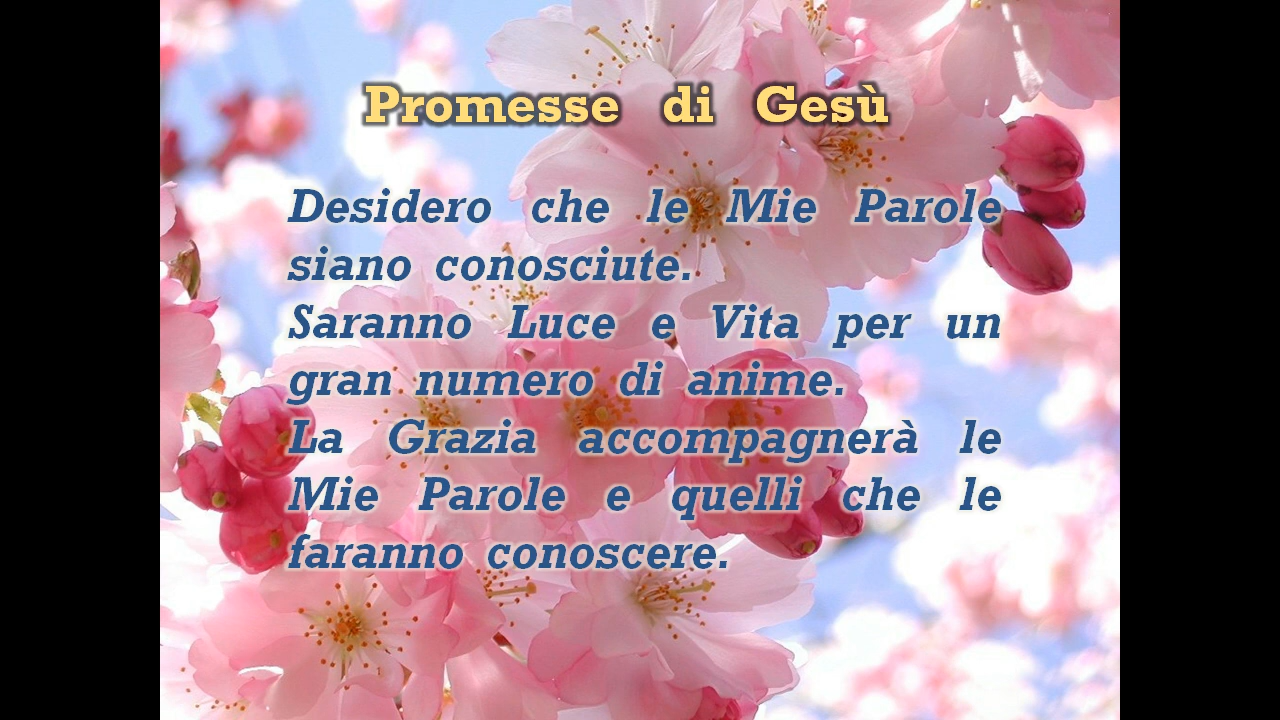 Promesse di Gesù
Desidero che le Mie Parole
siano conosciute.
Saranno Luce e Vita per un
gran numero di anime.
La Grazia accompagnerà le
Mie Parole e quelli che le
faranno conoscere.